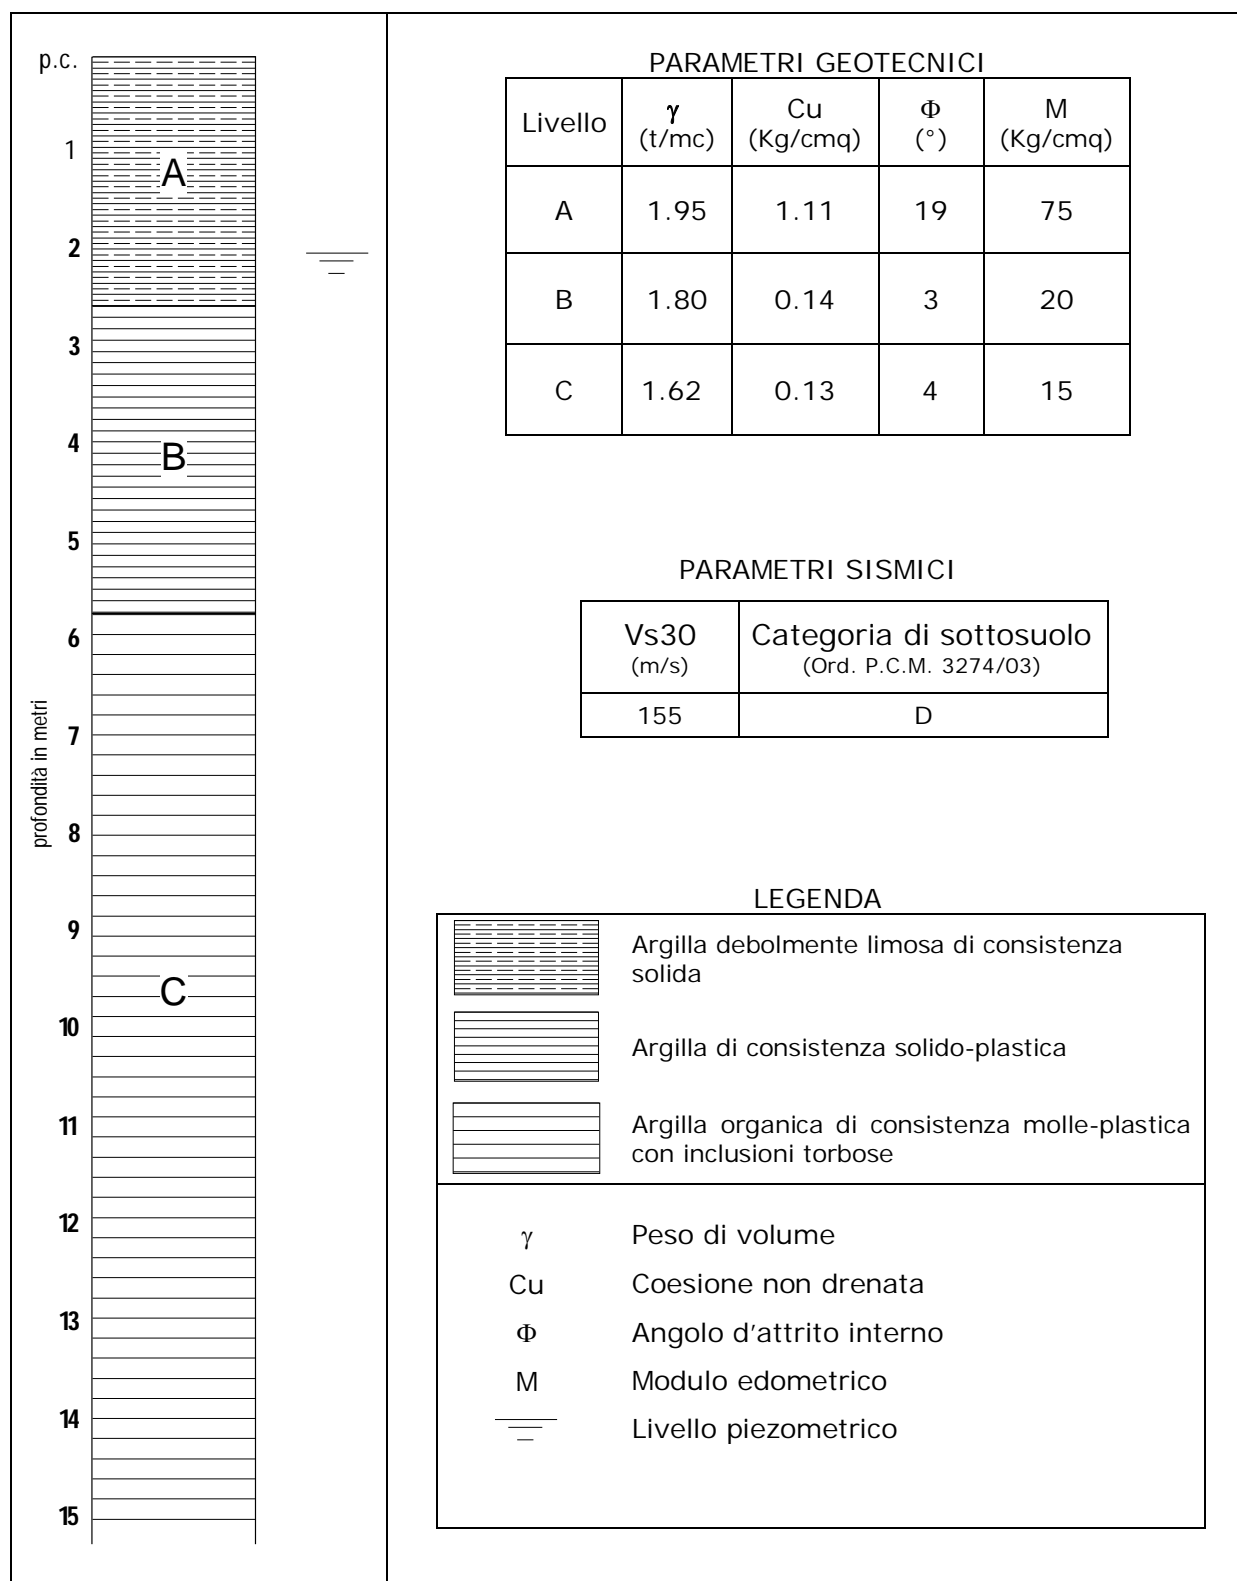 p.c.
1
2
3
4
5
6
7
8
9
10
11
12
13
14
15
profondità in metri
A
B
C
PARAMETRI GEOTECNICI
Livello γ (t/mc) Cu (Kg/cmq) Φ (°) M (Kg/cmq)
A 1.95 1.11 19 75
B 1.80 0.14 3 20
C 1.62 0.13 4 15
PARAMETRI SISMICI
Vs30 (m/s) Categoria di sottosuolo (Ord. P.C.M. 3274/03)
155 D
LEGENDA
Argilla debolmente limosa di consistenza
solida
Argilla di consistenza solido-plastica
Argilla organica di consistenza molle-plastica
con inclusioni torbose
γ Peso di volume
Cu Coesione non drenata
Φ Angolo d'attrito interno
M Modulo edometrico
Livello piezometrico